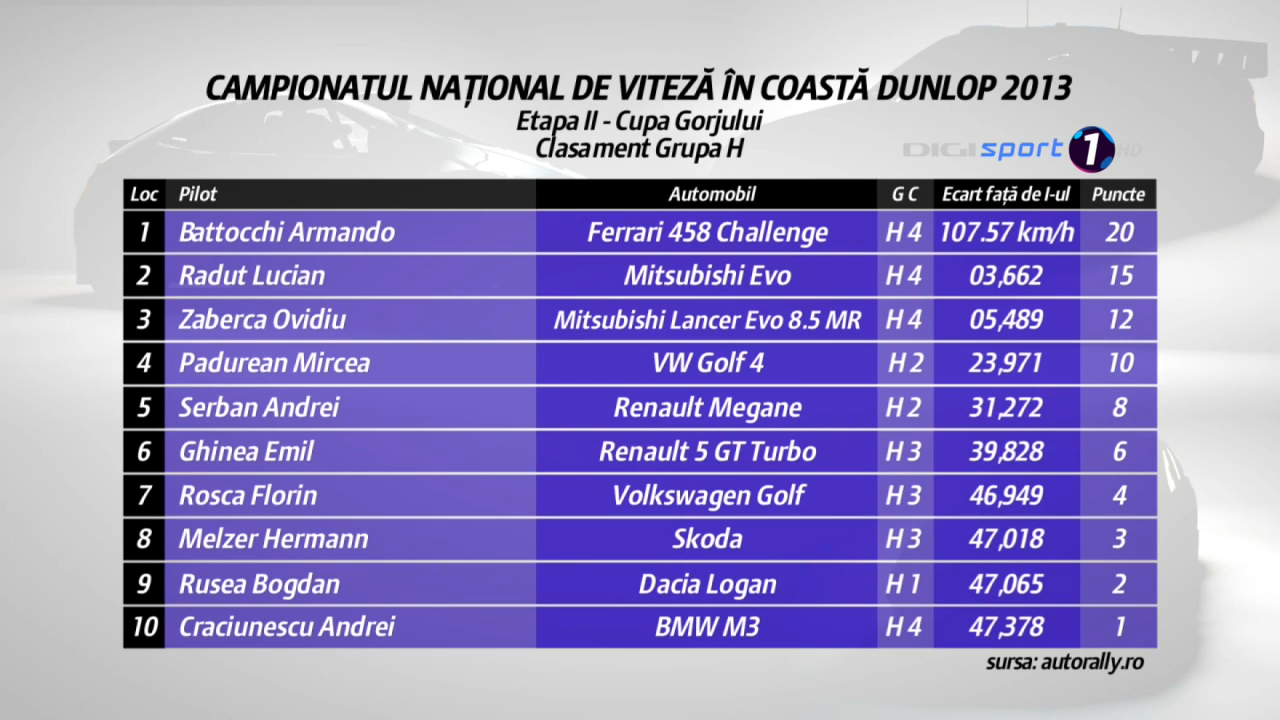 CAMPIONATUL NAȚIONAL DE VITEZĂ ÎN COASTĂ DUNLOP 2013
Etapa II - Cupa Gorjului
Clasament Grupa H
DIGI sport 1 HD
Loc Pilot Automobil G C Ecart față de I-ul Puncte
1 Battocchi Armando Ferrari 458 Challenge H 4 107.57 km/h 20
2 Radut Lucian Mitsubishi Evo H 4 03,662 15
3 Zaberca Ovidiu Mitsubishi Lancer Evo 8.5 MR H 4 05,489 12
4 Padurean Mircea VW Golf 4 H 2 23,971 10
5 Serban Andrei Renault Megane H 2 31,272 8
6 Ghinea Emil Renault 5 GT Turbo H 3 39,828 6
7 Rosca Florin Volkswagen Golf H 3 46,949 4
8 Melzer Hermann Skoda H 3 47,018 3
9 Rusea Bogdan Dacia Logan H 1 47,065 2
10 Craciunescu Andrei BMW M3 H 4 47,378 1
sursa: autorally.ro